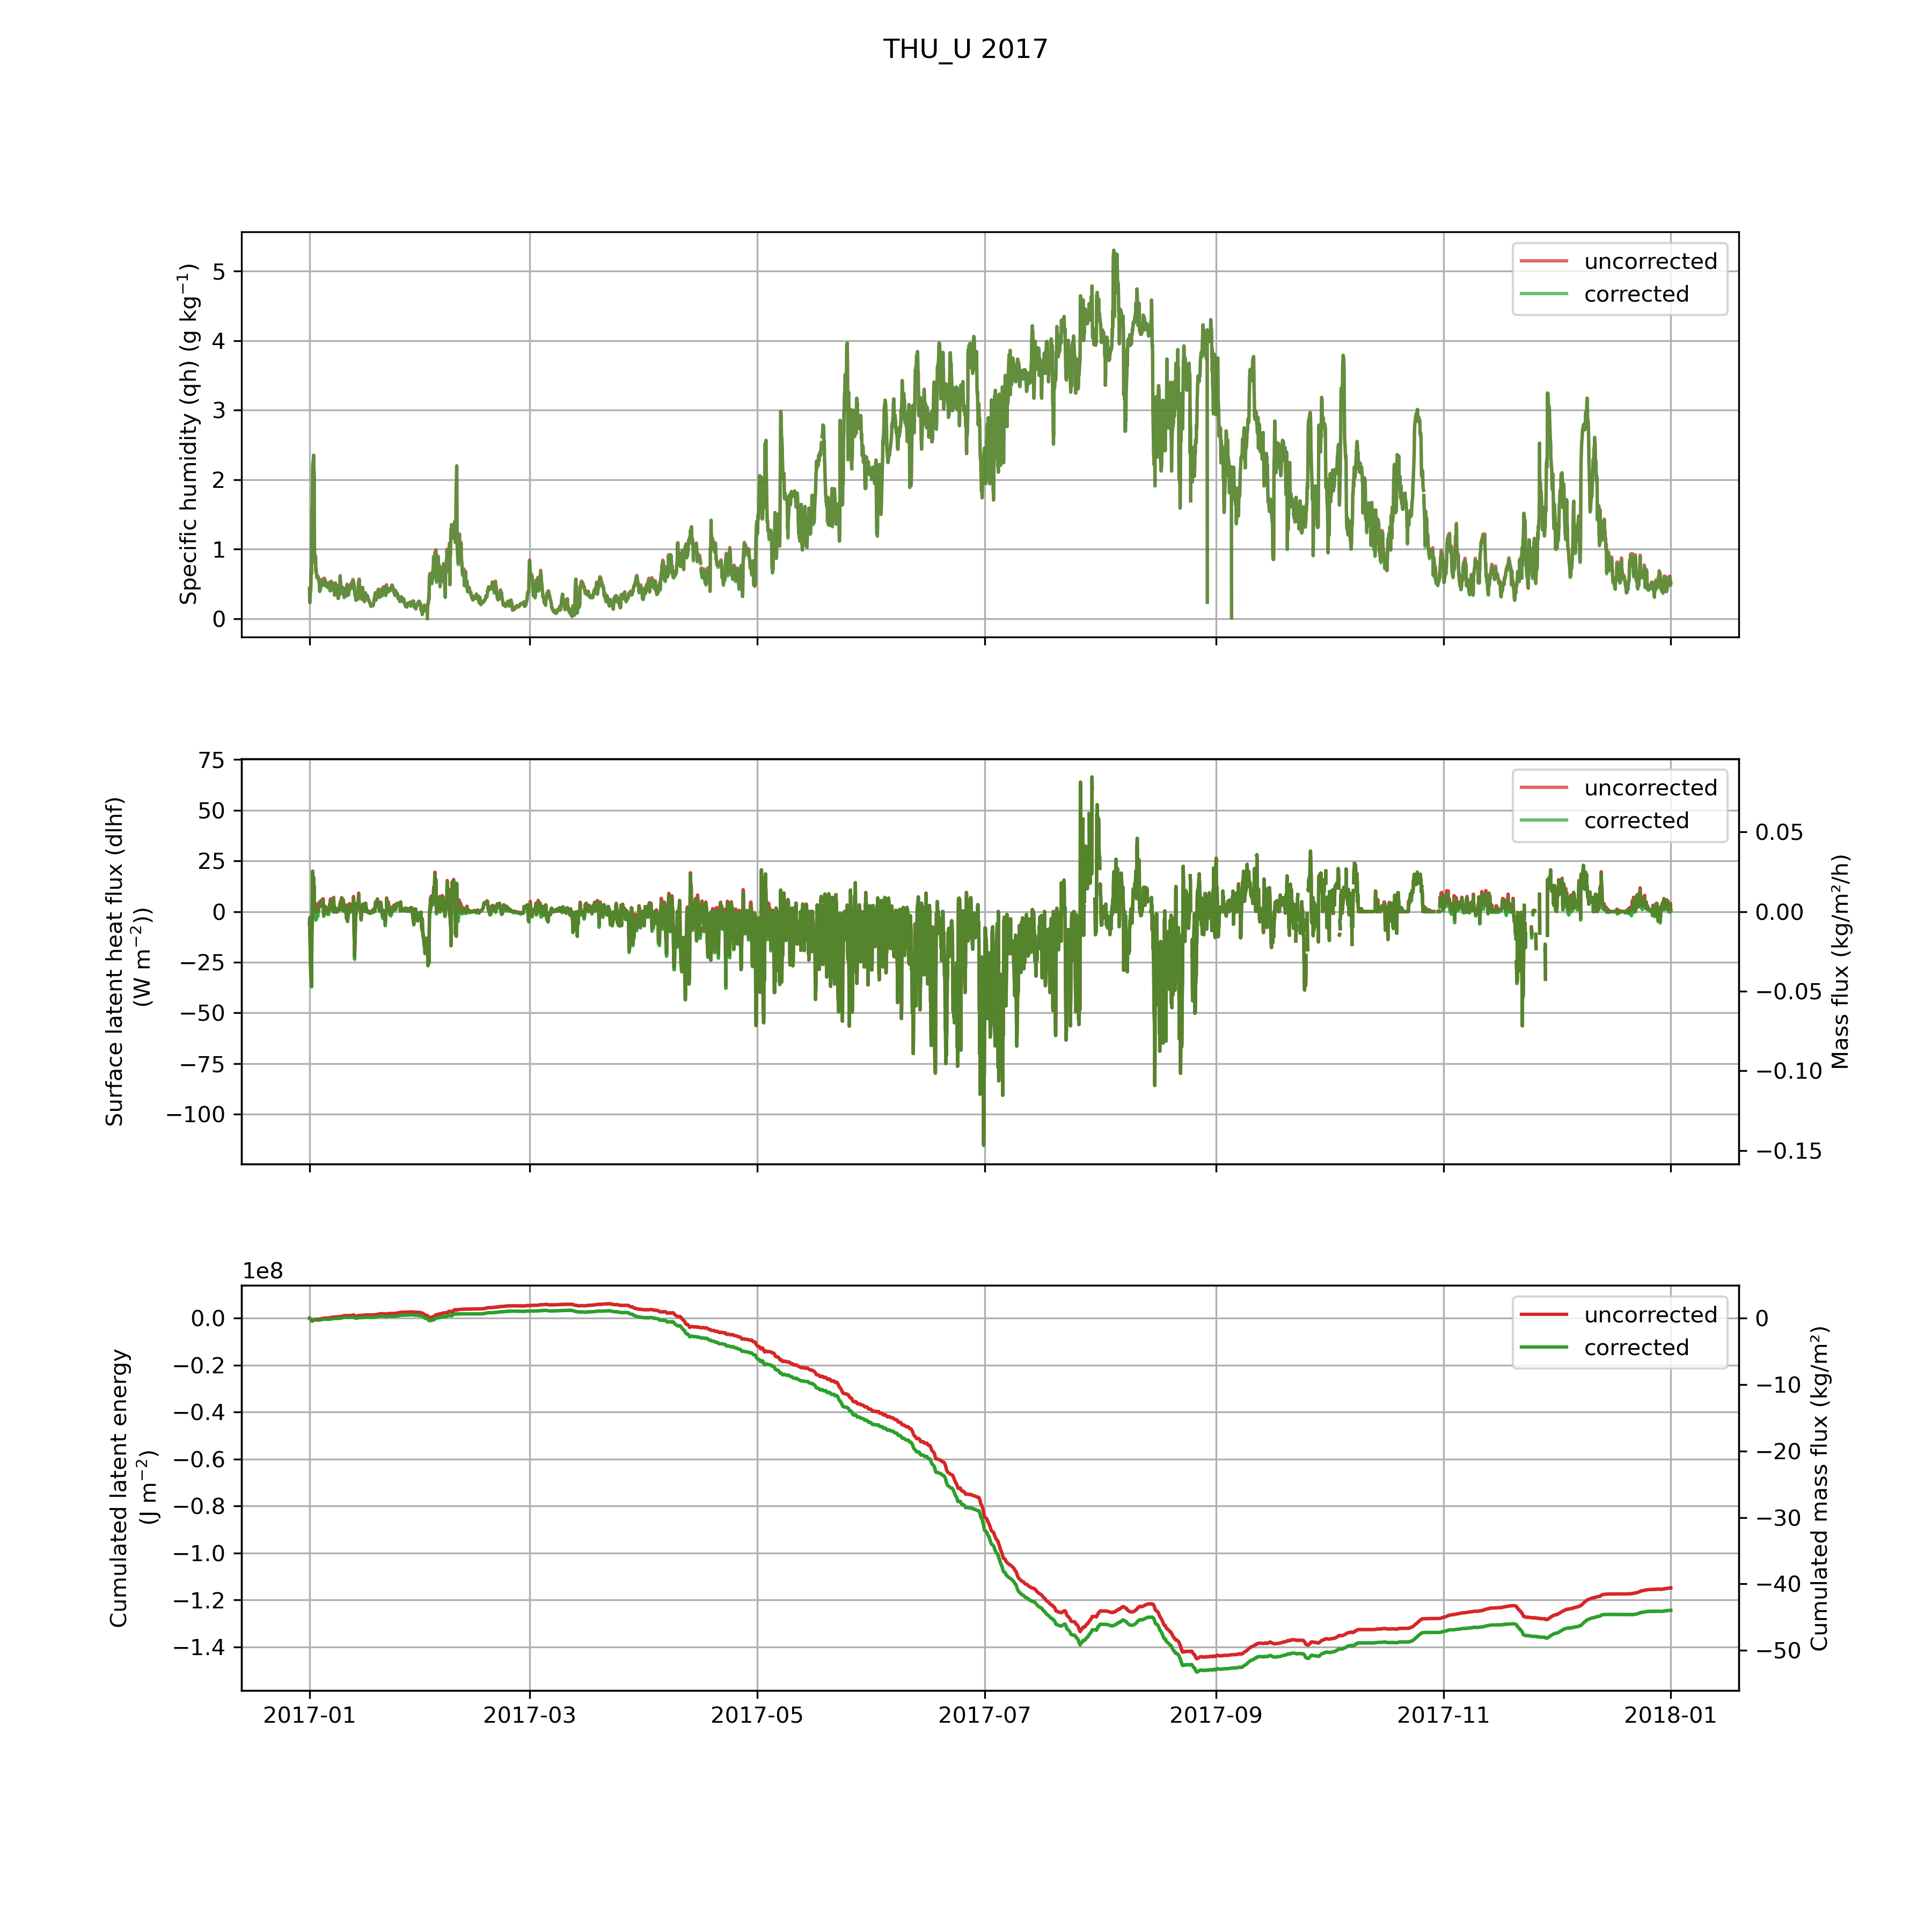 THU_U 2017
Specific humidity (qh) (g kg⁻¹)
5
4
3
2
1
0
uncorrected
corrected
Surface latent heat flux (dlhf)
(W m⁻²))
75
50
25
0
−25
−50
−75
−100
uncorrected
corrected
0.05
0.00
−0.05
−0.10
−0.15
Mass flux (kg/m²/h)
1e8
Cumulated latent energy
(J m⁻²)
0.0
−0.2
−0.4
−0.6
−0.8
−1.0
−1.2
−1.4
uncorrected
corrected
0
−10
−20
−30
−40
−50
Cumulated mass flux (kg/m²)
2017-01 2017-03 2017-05 2017-07 2017-09 2017-11 2018-01